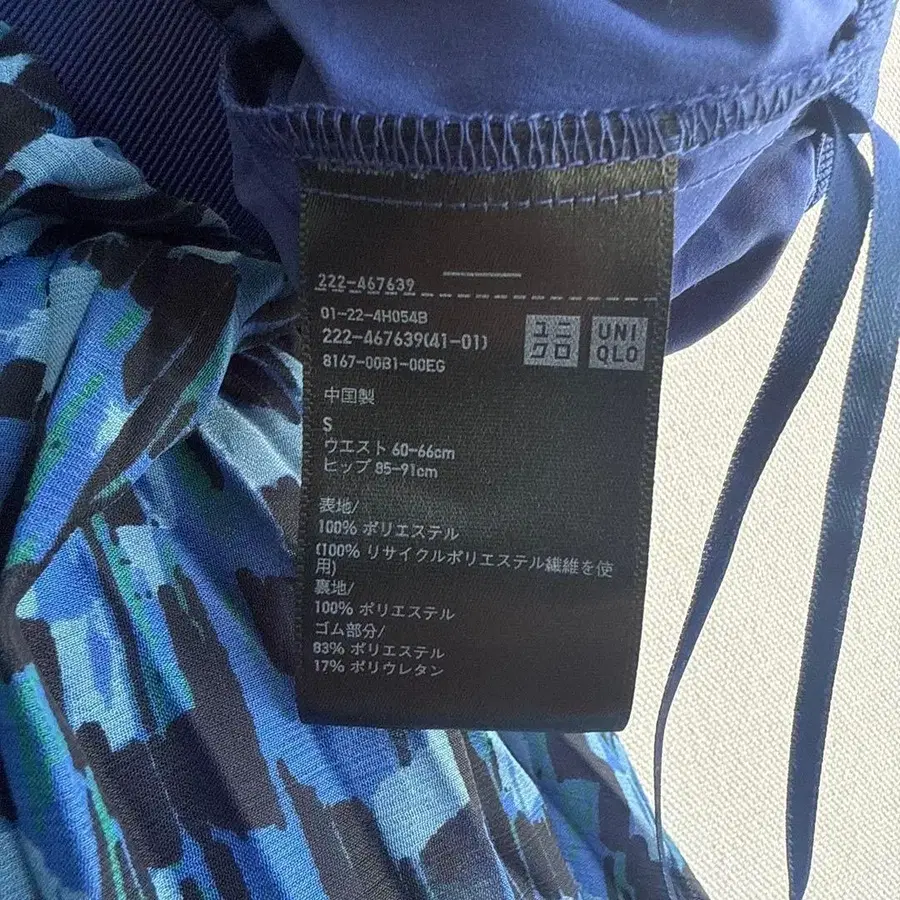 222-467639
01-22-4H054B
222-467639(41-01)
8167-00B1-00EG
ユニ
クロ
UNI
QLO
中国製
S
ウエスト 60-66cm
ヒップ 85-91cm
表地/
100% ポリエステル
(100% リサイクルポリエステル繊維を使
用)
裏地/
100% ポリエステル
ゴム部分/
83% ポリエステル
17% ポリウレタン